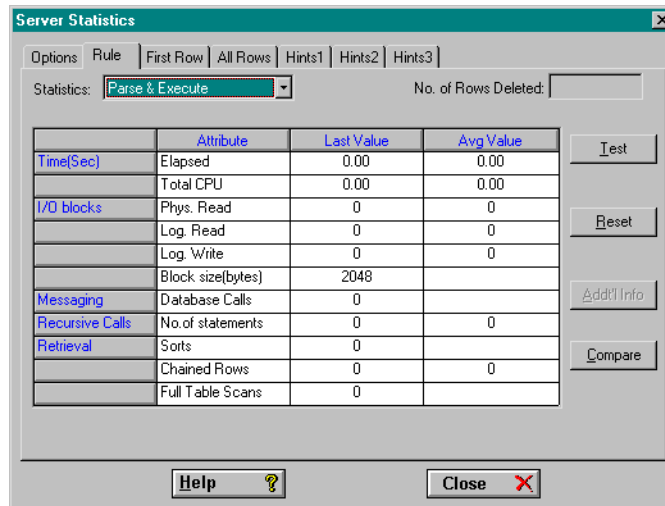 Server Statistics
Options Rule First Row All Rows Hints1 Hints2 Hints3
Statistics: Parse & Execute No. of Rows Deleted:
Attribute Last Value Avg Value
Time(Sec) Elapsed 0.00 0.00
Total CPU 0.00 0.00
I/O blocks Phys. Read 0 0
Log. Read 0 0
Log. Write 0 0
Block size(bytes) 2048
Messaging Database Calls 0
Recursive Calls No.of statements 0 0
Retrieval Sorts 0
Chained Rows 0 0
Full Table Scans 0
Test
Reset
Addt'l Info
Compare
Help Close